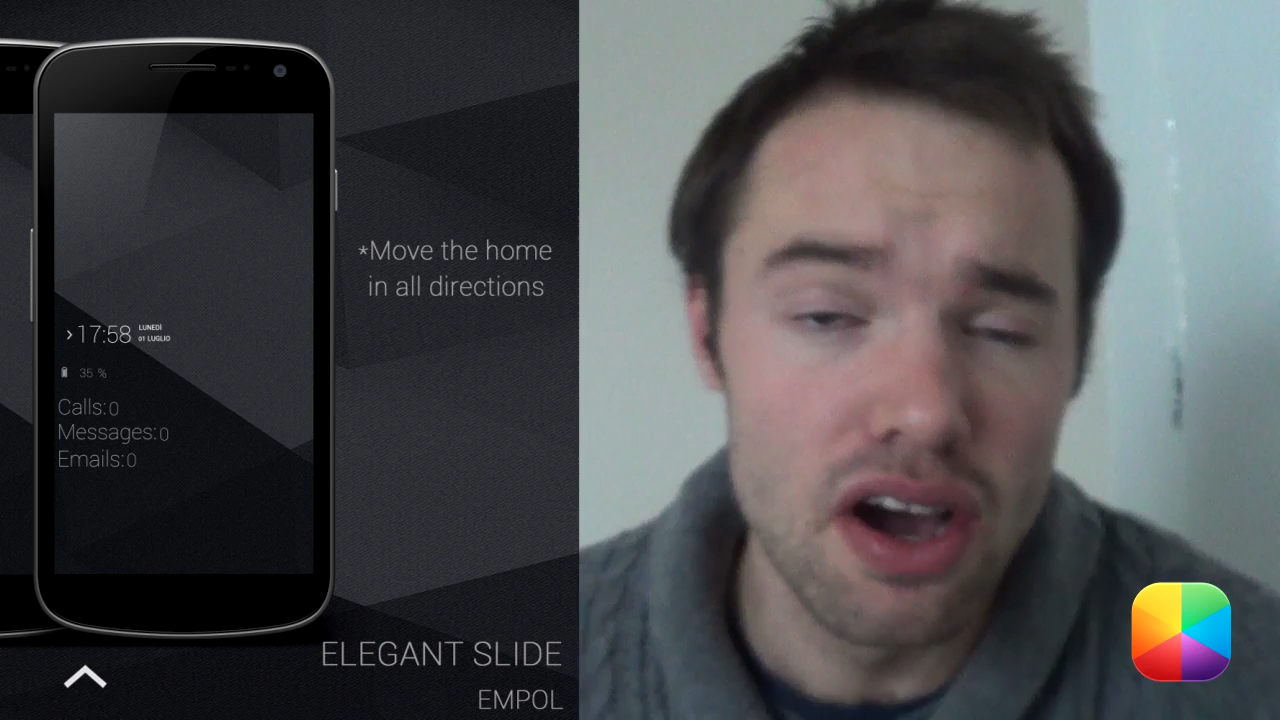 *Move the home
in all directions
›17:58 LUNEDÌ
01 LUGLIO
35 %
Calls:0
Messages:0
Emails:0
ELEGANT SLIDE
EMPOL